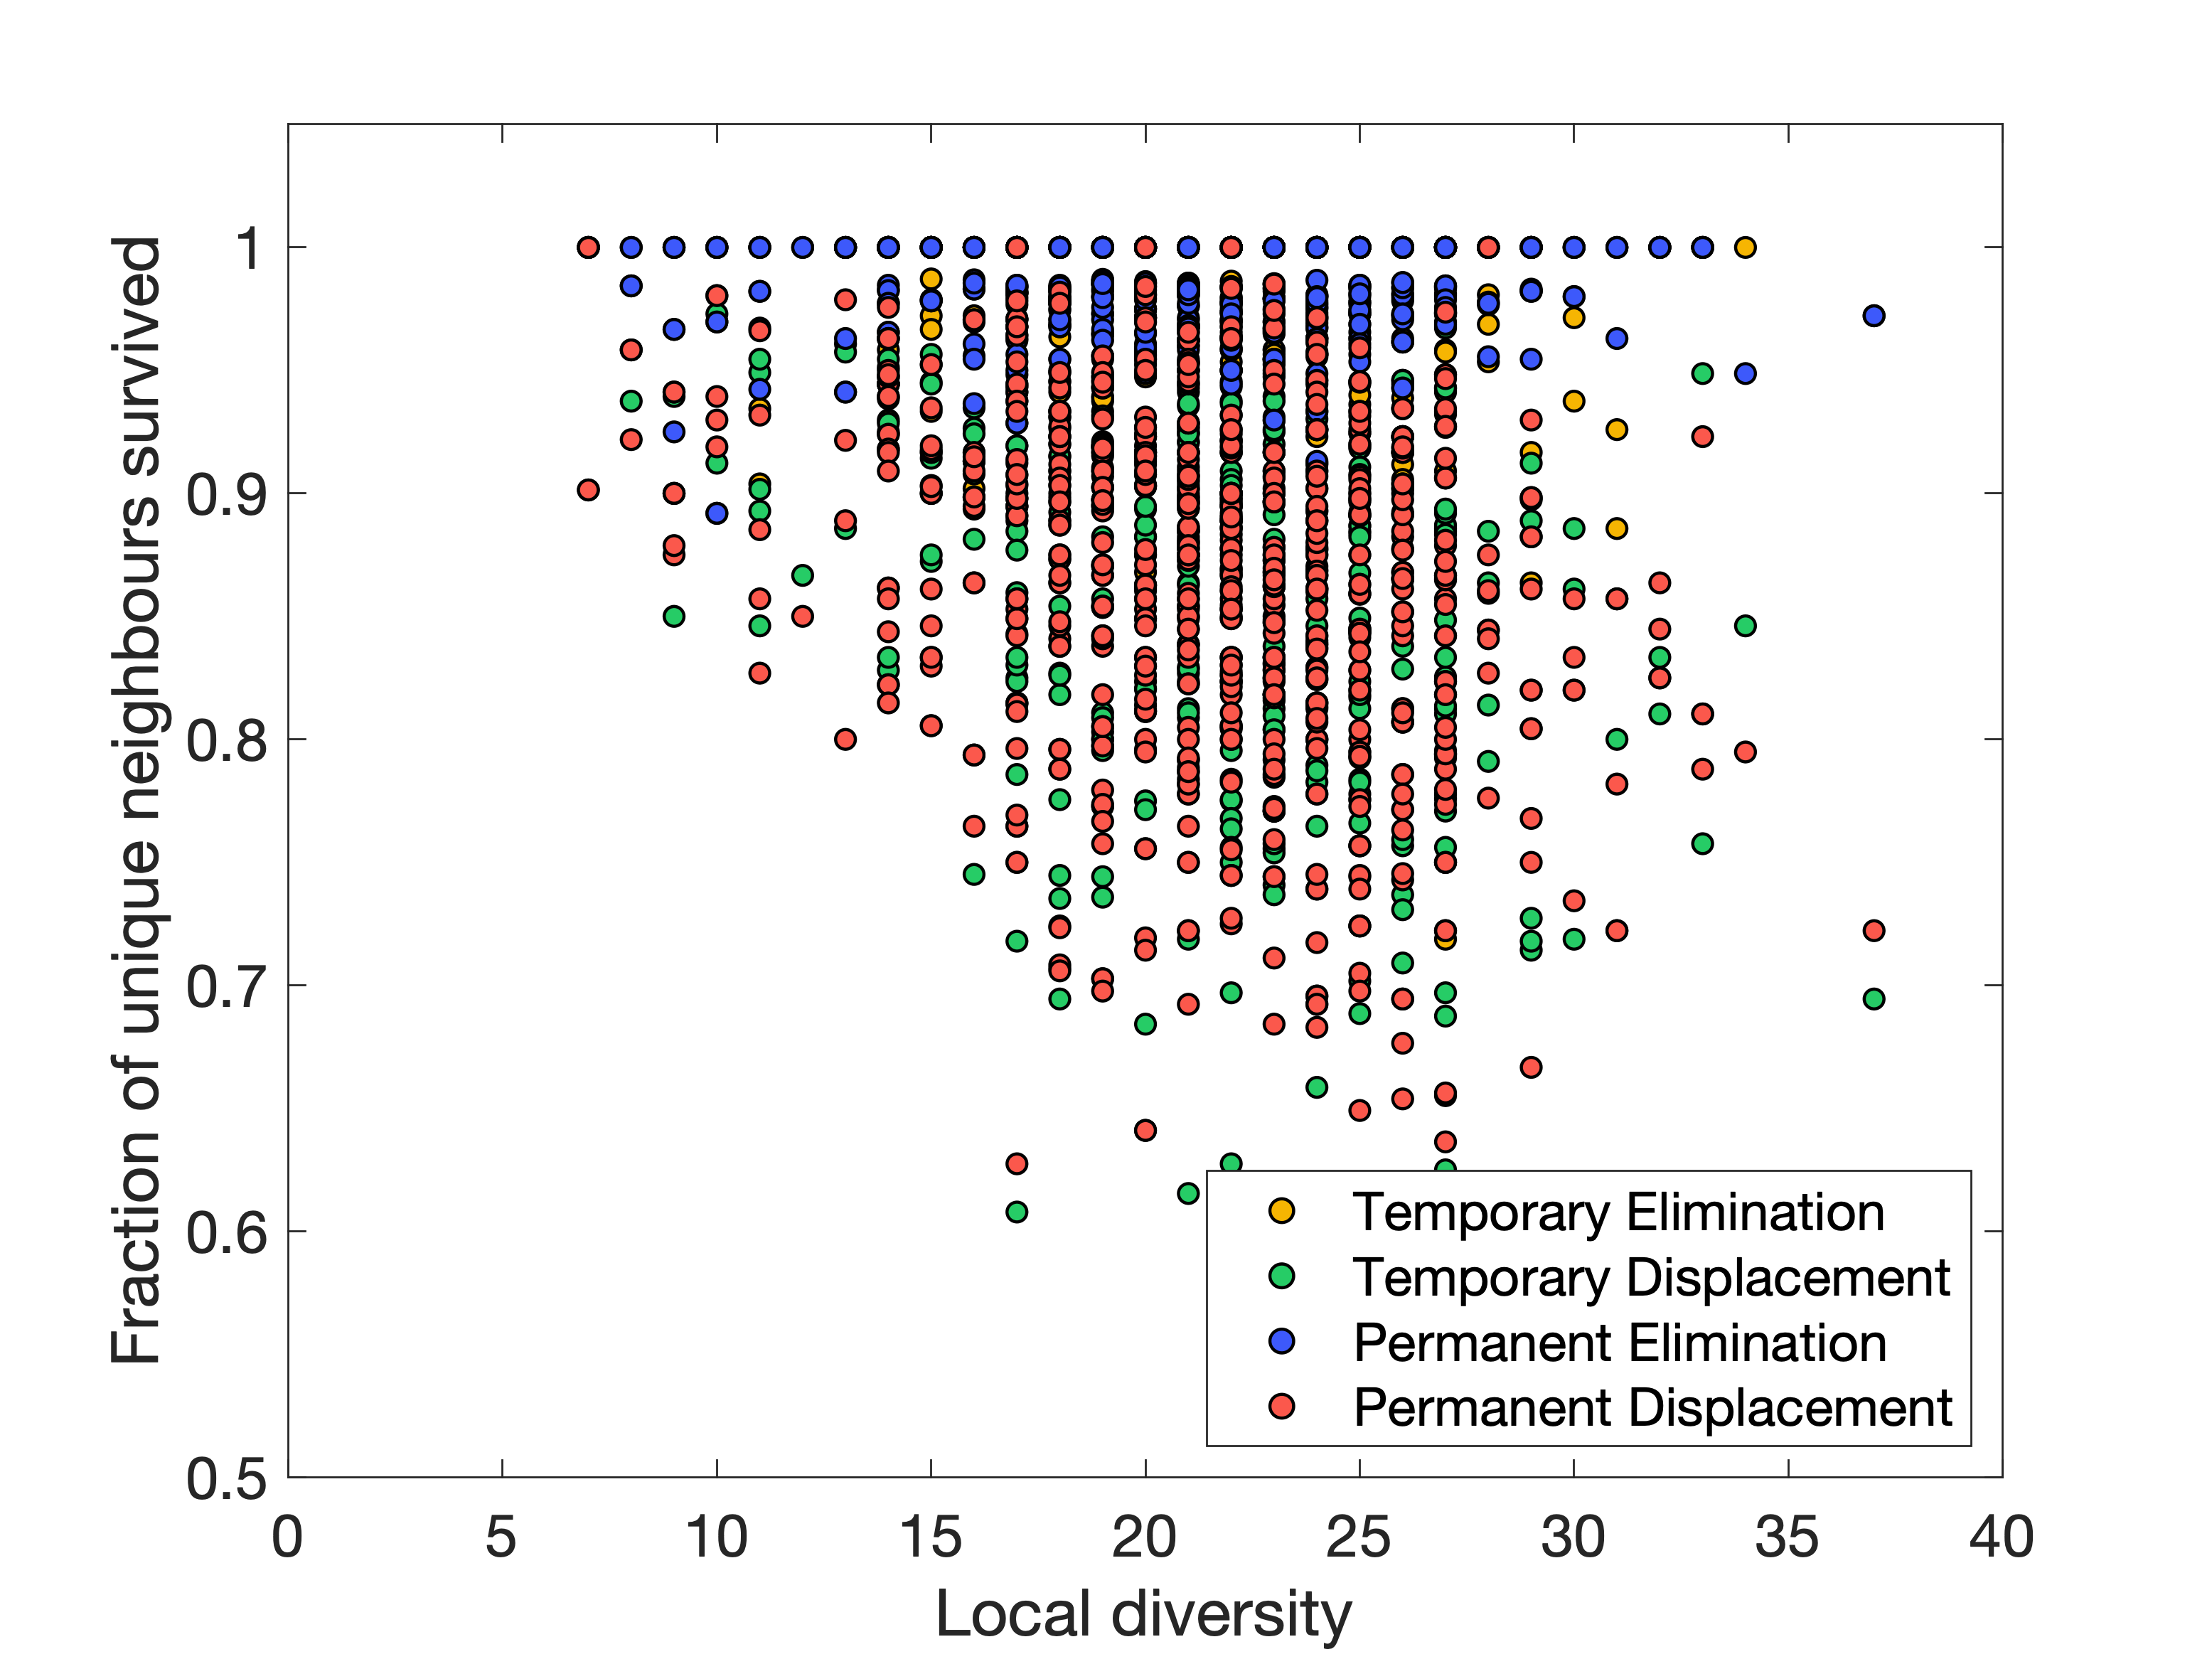 Fraction of unique neighbours survived
1
0.9
0.8
0.7
0.6
0.5
Temporary Elimination
Temporary Displacement
Permanent Elimination
Permanent Displacement
0 5 10 15 20 25 30 35 40
Local diversity